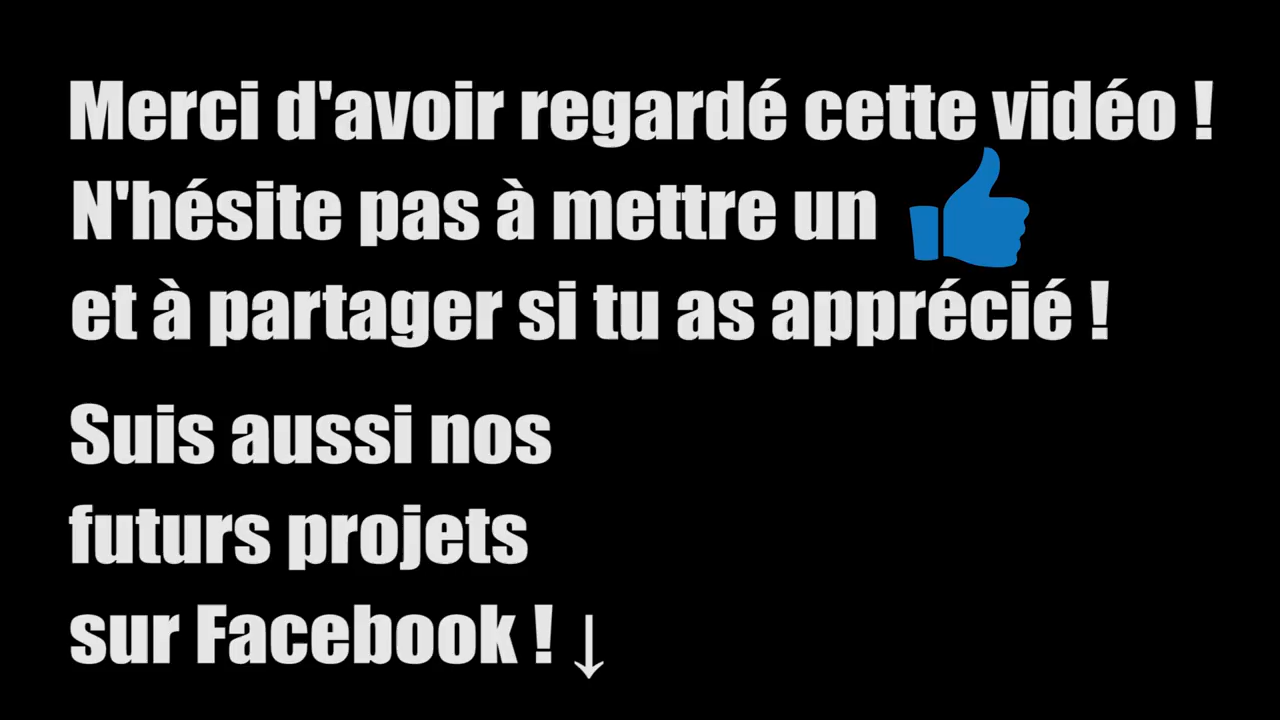 Merci d'avoir regardé cette vidéo !
N'hésite pas à mettre un
et à partager si tu as apprécié !
Suis aussi nos
futurs projets
sur Facebook ! ↓